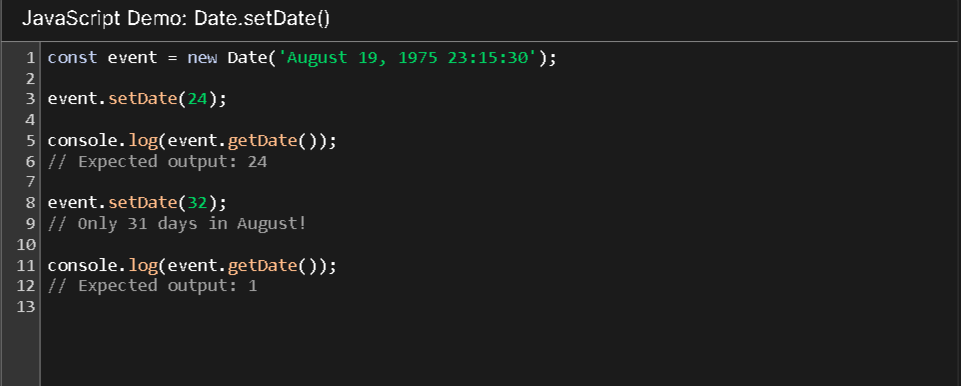 JavaScript Demo: Date.setDate()
1 const event = new Date('August 19, 1975 23:15:30');
2
3 event.setDate(24);
4
5 console.log(event.getDate());
6 // Expected output: 24
7
8 event.setDate(32);
9 // Only 31 days in August!
10
11 console.log(event.getDate());
12 // Expected output: 1
13